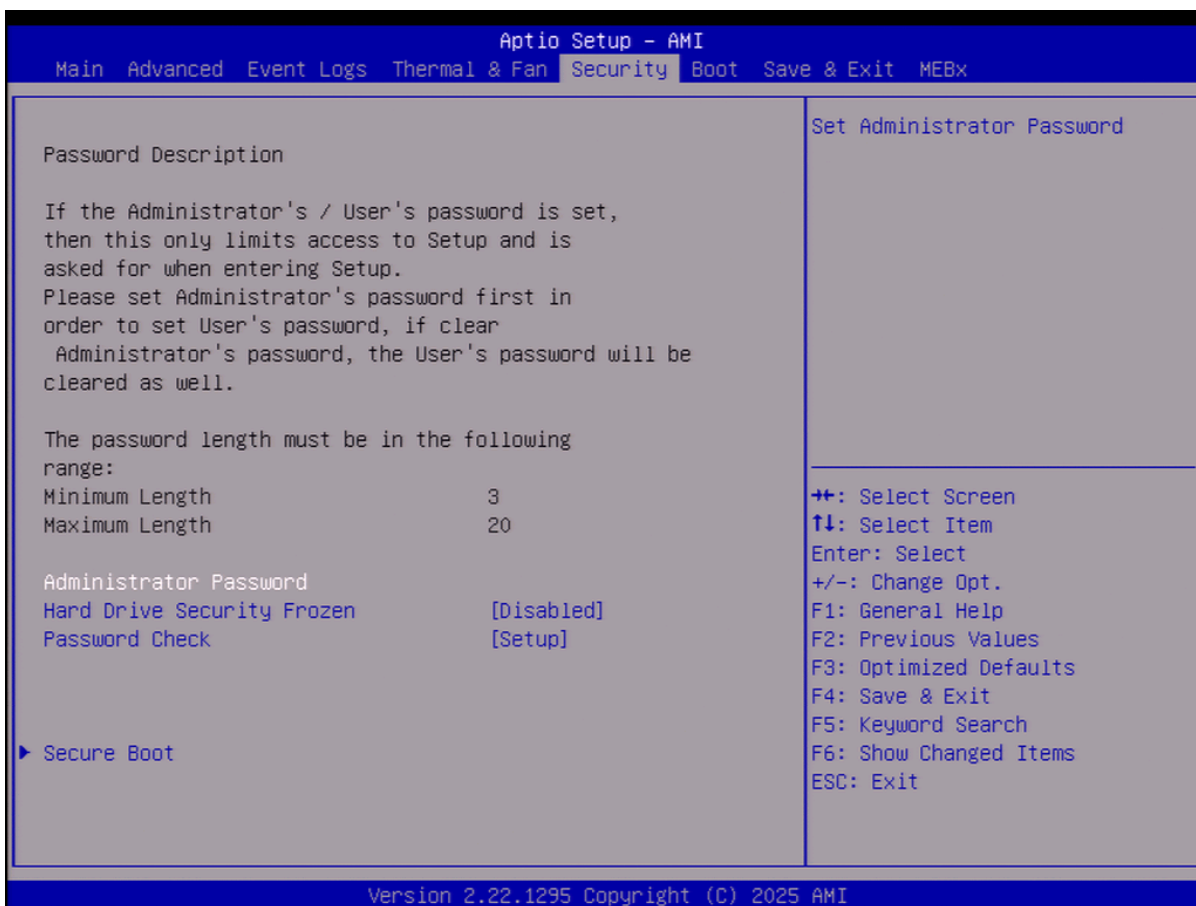 Aptio Setup – AMI
Main Advanced Event Logs Thermal & Fan Security Boot Save & Exit MEBx
Password Description
If the Administrator's / User's password is set,
then this only limits access to Setup and is
asked for when entering Setup.
Please set Administrator's password first in
order to set User's password, if clear
Administrator's password, the User's password will be
cleared as well.
The password length must be in the following
range:
Minimum Length 3
Maximum Length 20
Administrator Password
Hard Drive Security Frozen [Disabled]
Password Check [Setup]
Secure Boot
Set Administrator Password
→←: Select Screen
↑↓: Select Item
Enter: Select
+/-: Change Opt.
F1: General Help
F2: Previous Values
F3: Optimized Defaults
F4: Save & Exit
F5: Keyword Search
F6: Show Changed Items
ESC: Exit
Version 2.22.1295 Copyright (C) 2025 AMI